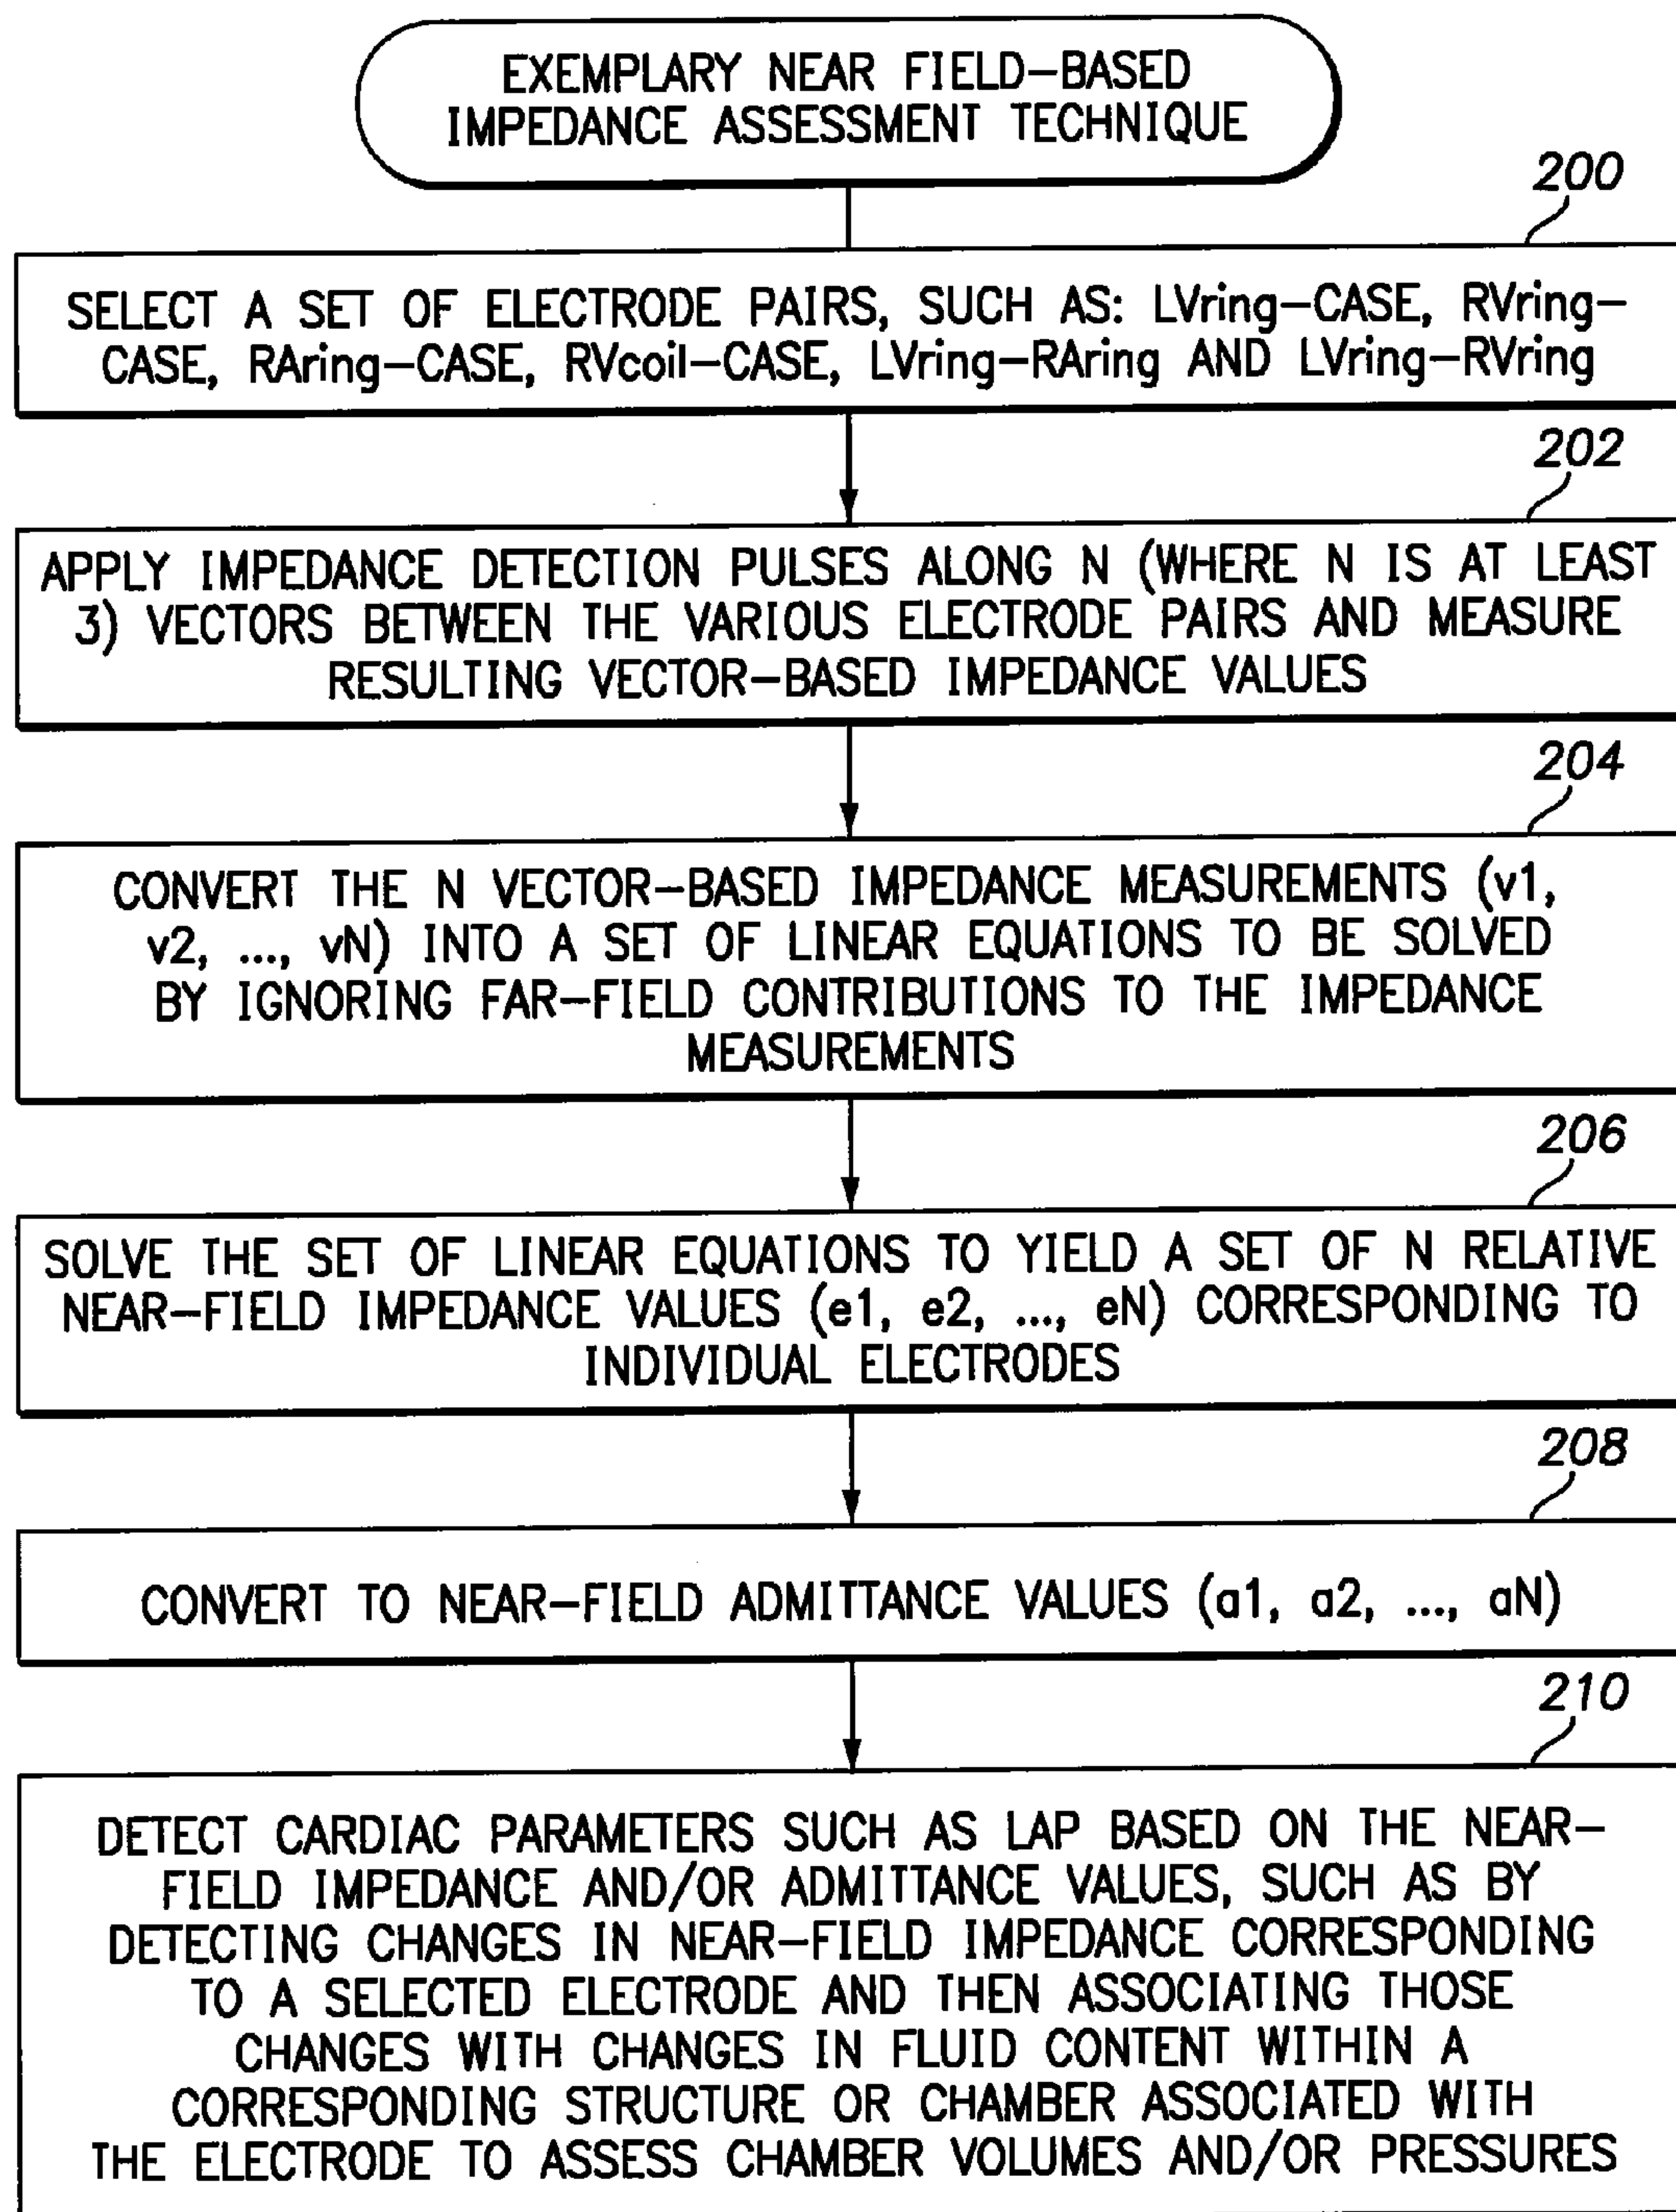 EXEMPLARY NEAR FIELD-BASED
IMPEDANCE ASSESSMENT TECHNIQUE
200
SELECT A SET OF ELECTRODE PAIRS, SUCH AS: LVring-CASE, RVring-
CASE, RAring-CASE, RVcoil-CASE, LVring-RAring AND LVring-RVring
202
APPLY IMPEDANCE DETECTION PULSES ALONG N (WHERE N IS AT LEAST
3) VECTORS BETWEEN THE VARIOUS ELECTRODE PAIRS AND MEASURE
RESULTING VECTOR-BASED IMPEDANCE VALUES
204
CONVERT THE N VECTOR-BASED IMPEDANCE MEASUREMENTS (v1,
v2, ..., vN) INTO A SET OF LINEAR EQUATIONS TO BE SOLVED
BY IGNORING FAR-FIELD CONTRIBUTIONS TO THE IMPEDANCE
MEASUREMENTS
206
SOLVE THE SET OF LINEAR EQUATIONS TO YIELD A SET OF N RELATIVE
NEAR-FIELD IMPEDANCE VALUES (e1, e2, ..., eN) CORRESPONDING TO
INDIVIDUAL ELECTRODES
208
CONVERT TO NEAR-FIELD ADMITTANCE VALUES (a1, a2, ..., aN)
210
DETECT CARDIAC PARAMETERS SUCH AS LAP BASED ON THE NEAR-
FIELD IMPEDANCE AND/OR ADMITTANCE VALUES, SUCH AS BY
DETECTING CHANGES IN NEAR-FIELD IMPEDANCE CORRESPONDING
TO A SELECTED ELECTRODE AND THEN ASSOCIATING THOSE
CHANGES WITH CHANGES IN FLUID CONTENT WITHIN A
CORRESPONDING STRUCTURE OR CHAMBER ASSOCIATED WITH
THE ELECTRODE TO ASSESS CHAMBER VOLUMES AND/OR PRESSURES